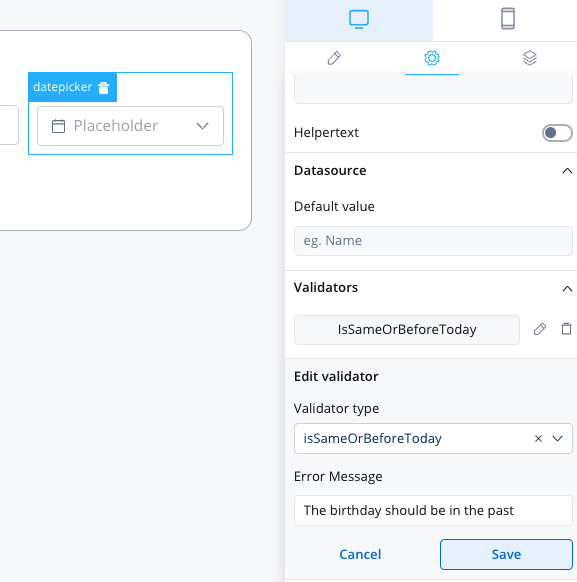 datepicker
Placeholder
Helpertext
Datasource
Default value
eg. Name
Validators
IsSameOrBeforeToday
Edit validator
Validator type
isSameOrBeforeToday
Error Message
The birthday should be in the past
Cancel
Save